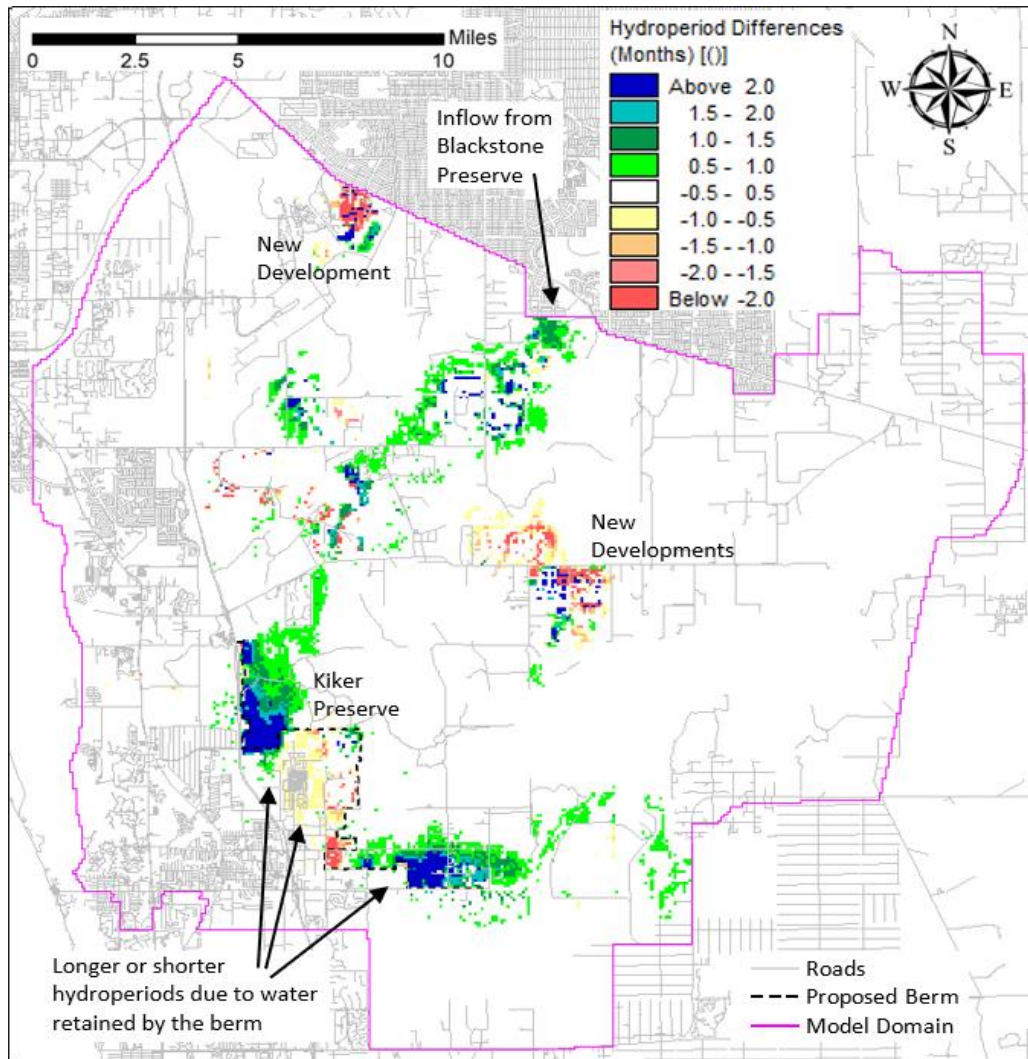 Miles
0 2.5 5 10
Hydroperiod Differences
(Months) [()]
Above 2.0
1.5 - 2.0
1.0 - 1.5
0.5 - 1.0
-0.5 - 0.5
-1.0 - -0.5
-1.5 - -1.0
-2.0 - -1.5
Below -2.0
N
W E
S
Inflow from
Blackstone
Preserve
New
Development
New
Developments
Kiker
Preserve
Longer or shorter
hydroperiods due to water
retained by the berm
Roads
Proposed Berm
Model Domain